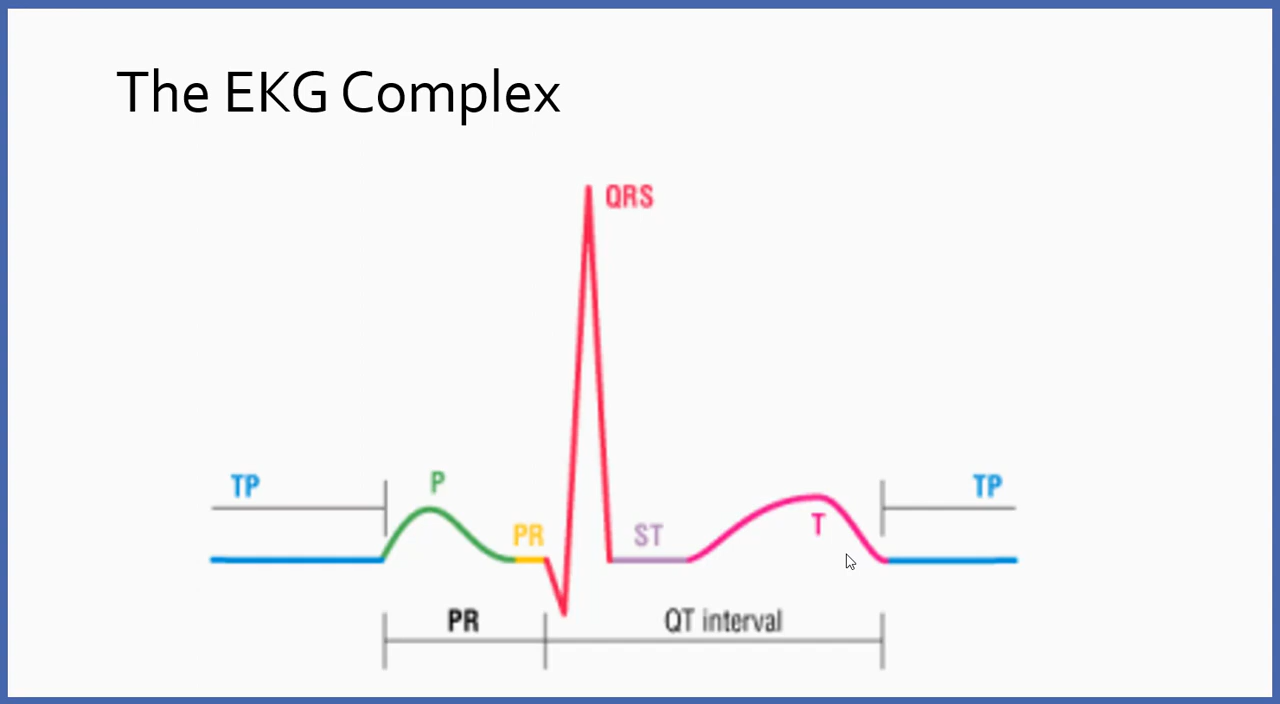 The EKG Complex
QRS
TP
P
TP
PR
ST
T
PR
QT interval